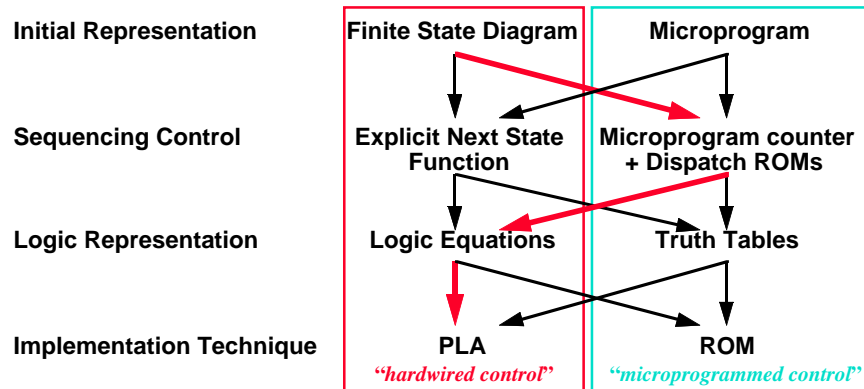 Initial Representation Finite State Diagram Microprogram
Sequencing Control Explicit Next State Microprogram counter
Function + Dispatch ROMs
Logic Representation Logic Equations Truth Tables
Implementation Technique PLA ROM
“hardwired control” “microprogrammed control”